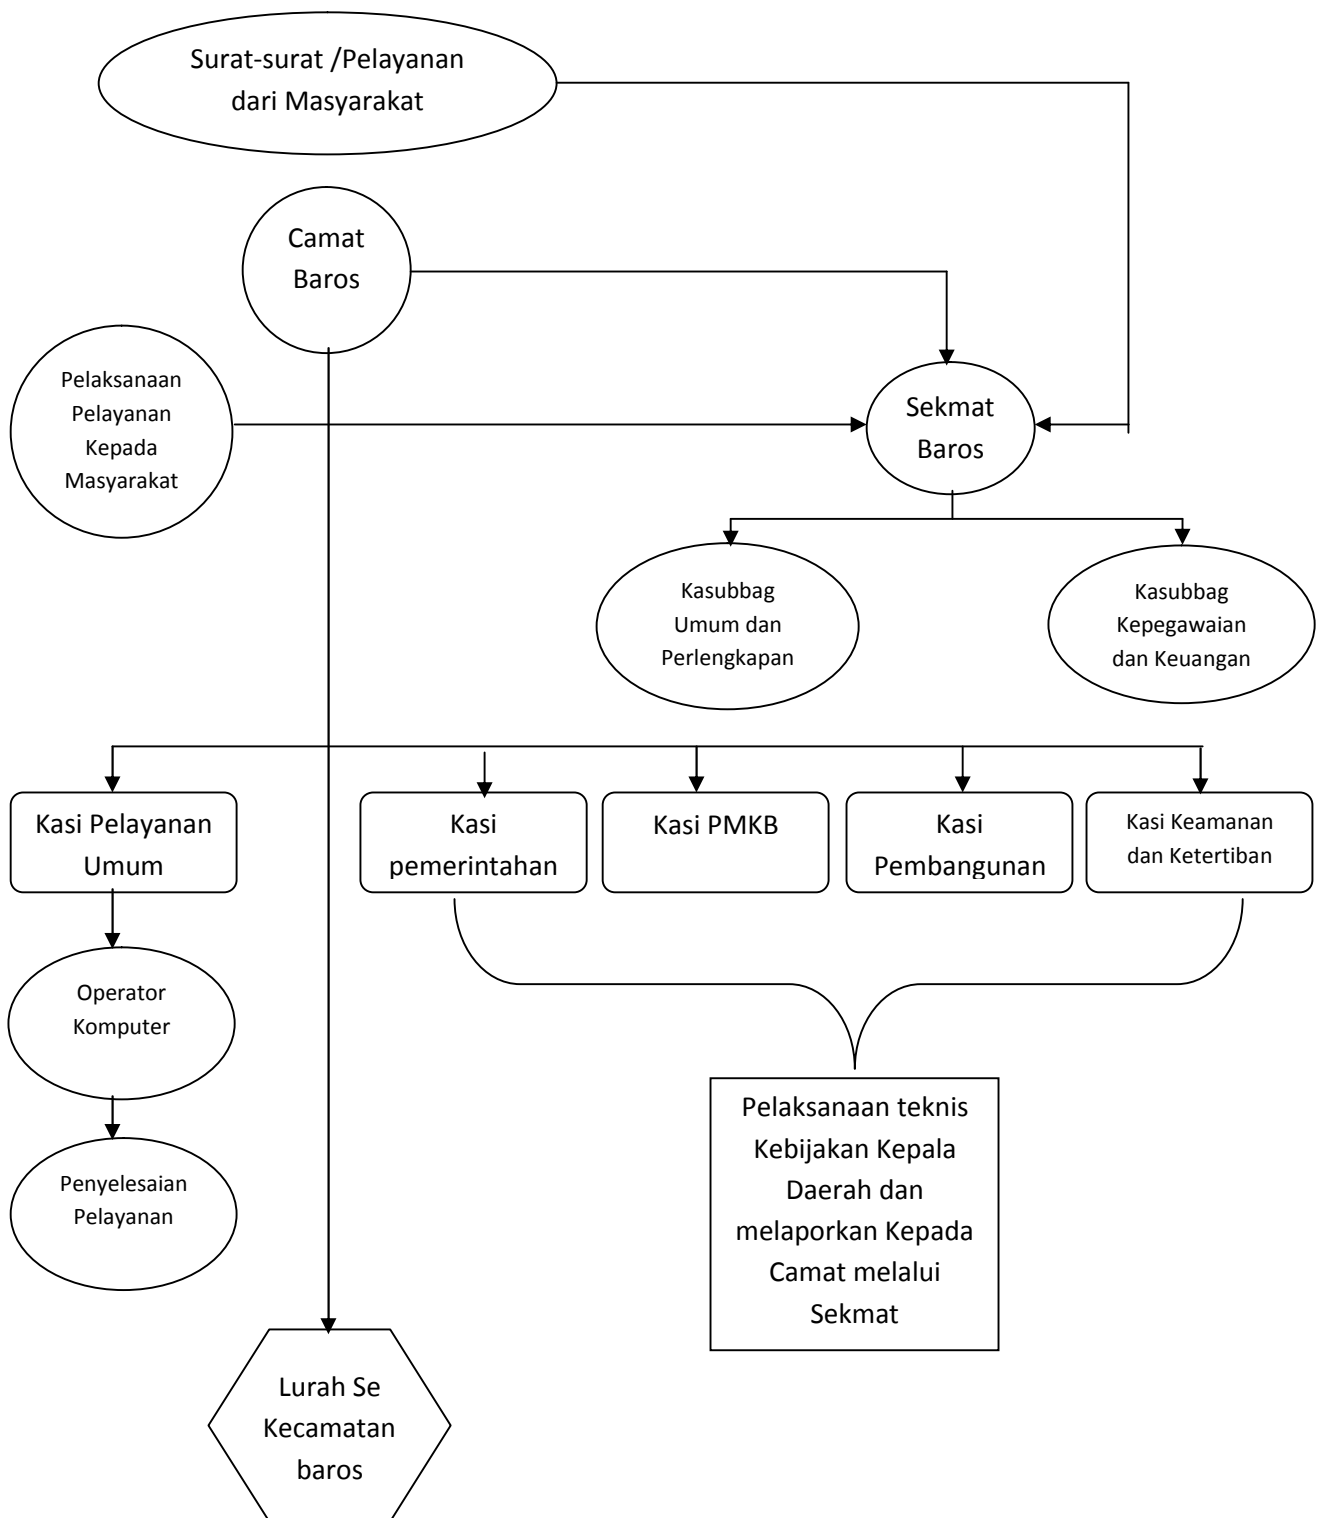 Surat-surat /Pelayanan
dari Masyarakat
Camat
Baros
Pelaksanaan
Pelayanan
Kepada
Masyarakat
Sekmat
Baros
Kasubbag
Umum dan
Perlengkapan
Kasubbag
Kepegawaian
dan Keuangan
Kasi Pelayanan
Umum
Kasi
pemerintahan
Kasi PMKB
Kasi
Pembangunan
Kasi Keamanan
dan Ketertiban
Operator
Komputer
Penyelesaian
Pelayanan
Pelaksanaan teknis
Kebijakan Kepala
Daerah dan
melaporkan Kepada
Camat melalui
Sekmat
Lurah Se
Kecamatan
baros